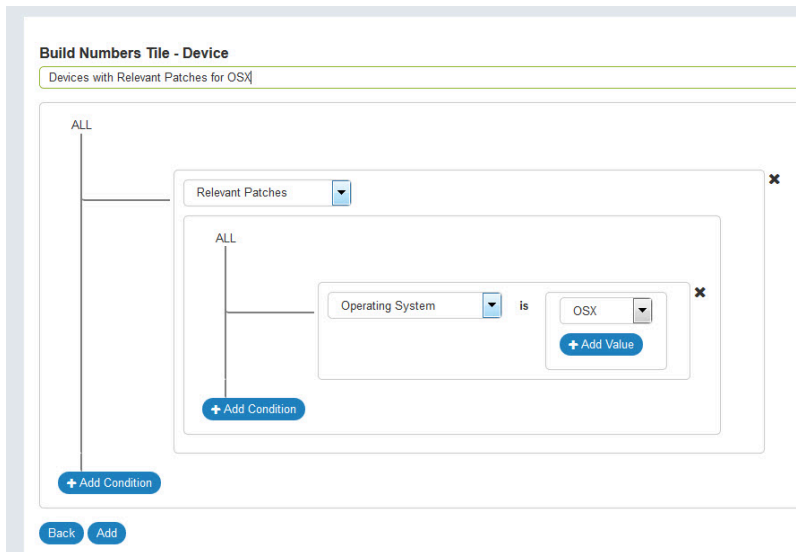 Build Numbers Tile - Device
Devices with Relevant Patches for OSX
ALL
Relevant Patches
ALL
Operating System is OSX
+ Add Value
+ Add Condition
+ Add Condition
Back Add